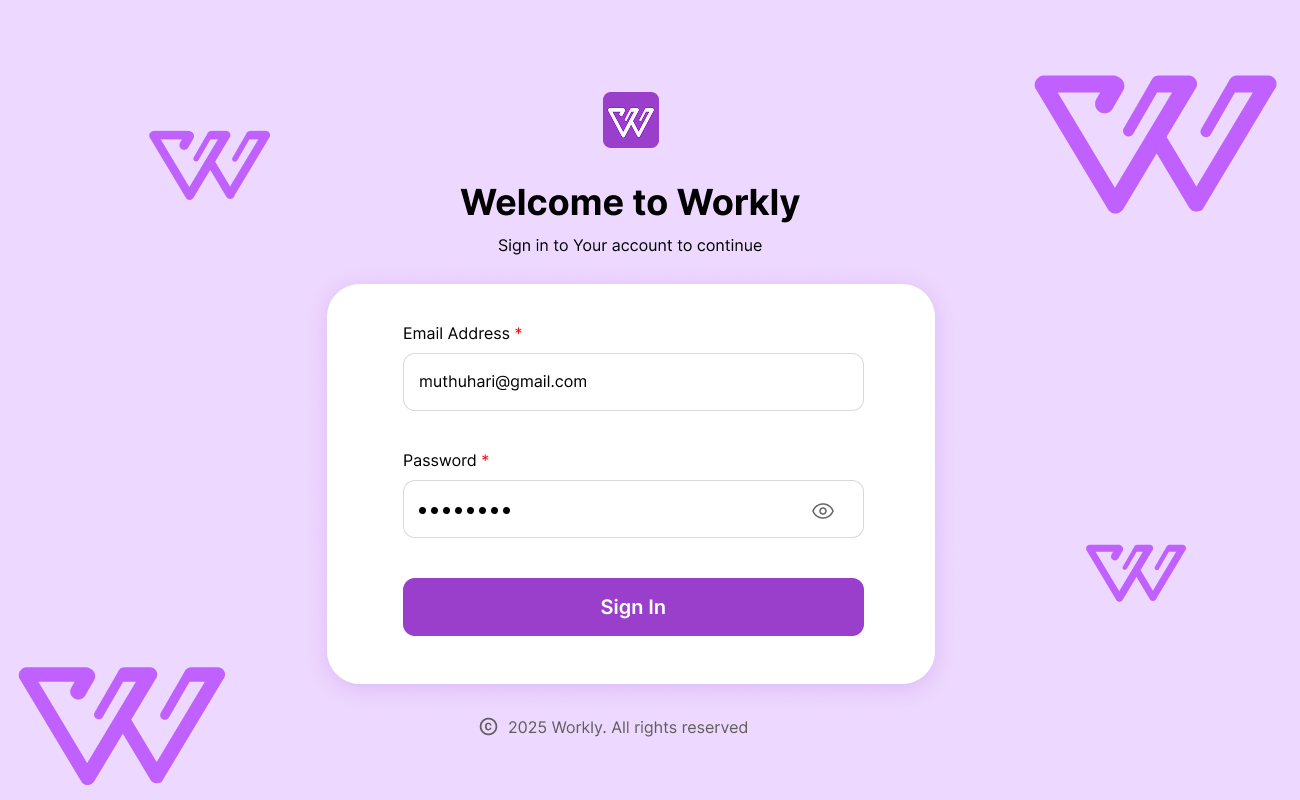 Welcome to Workly
Sign in to Your account to continue
Email Address *
muthuhari@gmail.com
Password *
••••••••
Sign In
© 2025 Workly. All rights reserved